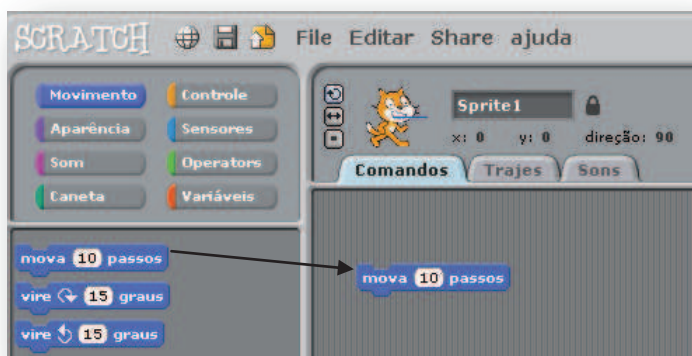 SCRATCH File Editar Share ajuda
Movimento Controle
Aparência Sensores
Som Operators
Caneta Variáveis
Sprite1
x: 0 y: 0 direção: 90
Comandos Trajes Sons
mova 10 passos
vire 15 graus
vire 15 graus
mova 10 passos